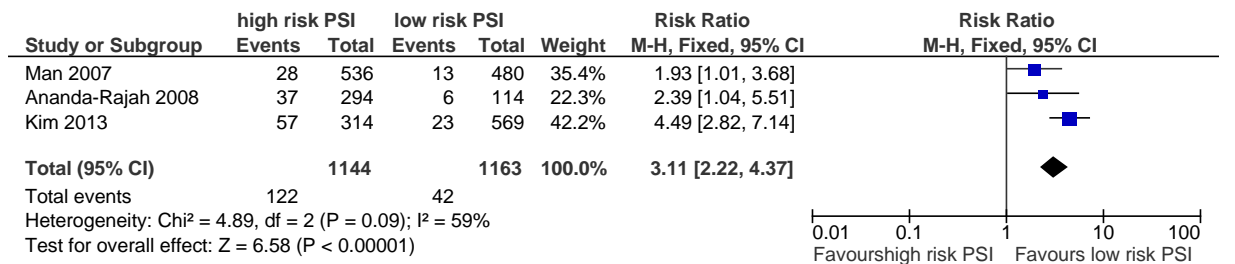 high risk PSI low risk PSI Risk Ratio Risk Ratio
Study or Subgroup Events Total Events Total Weight M-H, Fixed, 95% CI M-H, Fixed, 95% CI
Man 2007 28 536 13 480 35.4% 1.93 [1.01, 3.68]
Ananda-Rajah 2008 37 294 6 114 22.3% 2.39 [1.04, 5.51]
Kim 2013 57 314 23 569 42.2% 4.49 [2.82, 7.14]
Total (95% CI) 1144 1163 100.0% 3.11 [2.22, 4.37]
Total events 122 42
Heterogeneity: Chi² = 4.89, df = 2 (P = 0.09); I² = 59%
Test for overall effect: Z = 6.58 (P < 0.00001)
0.01 0.1 1 10 100
Favourshigh risk PSI Favours low risk PSI